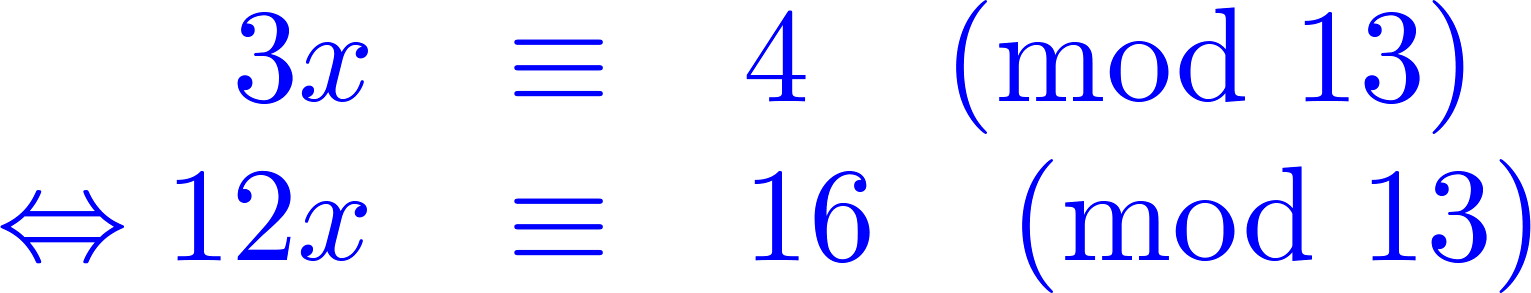 3x ≡ 4 (mod 13)
⇔ 12x ≡ 16 (mod 13)